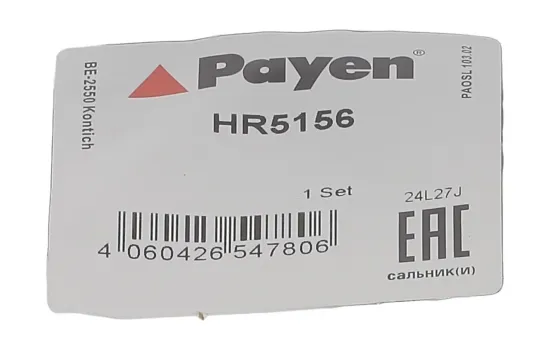 BE-2550 Kontich
Payen®
PAOSL 103.02
HR5156
1 Set
24L27J
4 060426 547806
EAC
сальник(и)